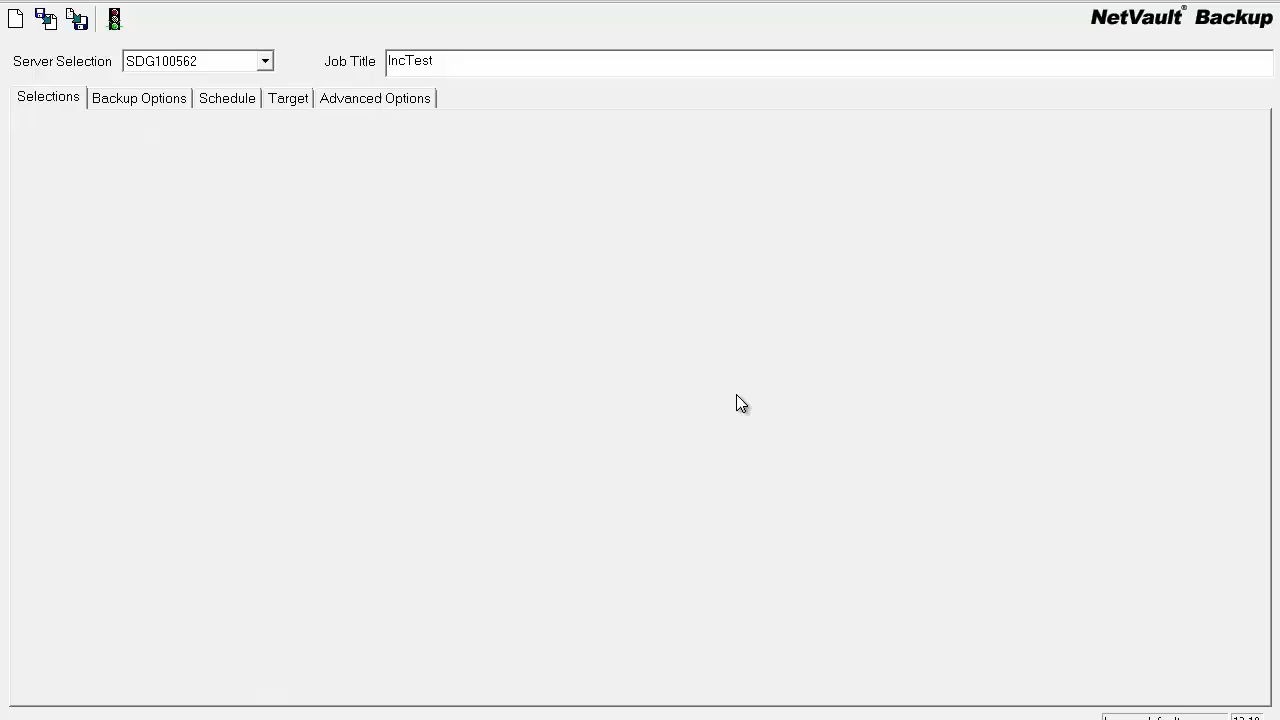 NetVault® Backup
Server Selection SDG100562 Job Title IncTest
Selections Backup Options Schedule Target Advanced Options